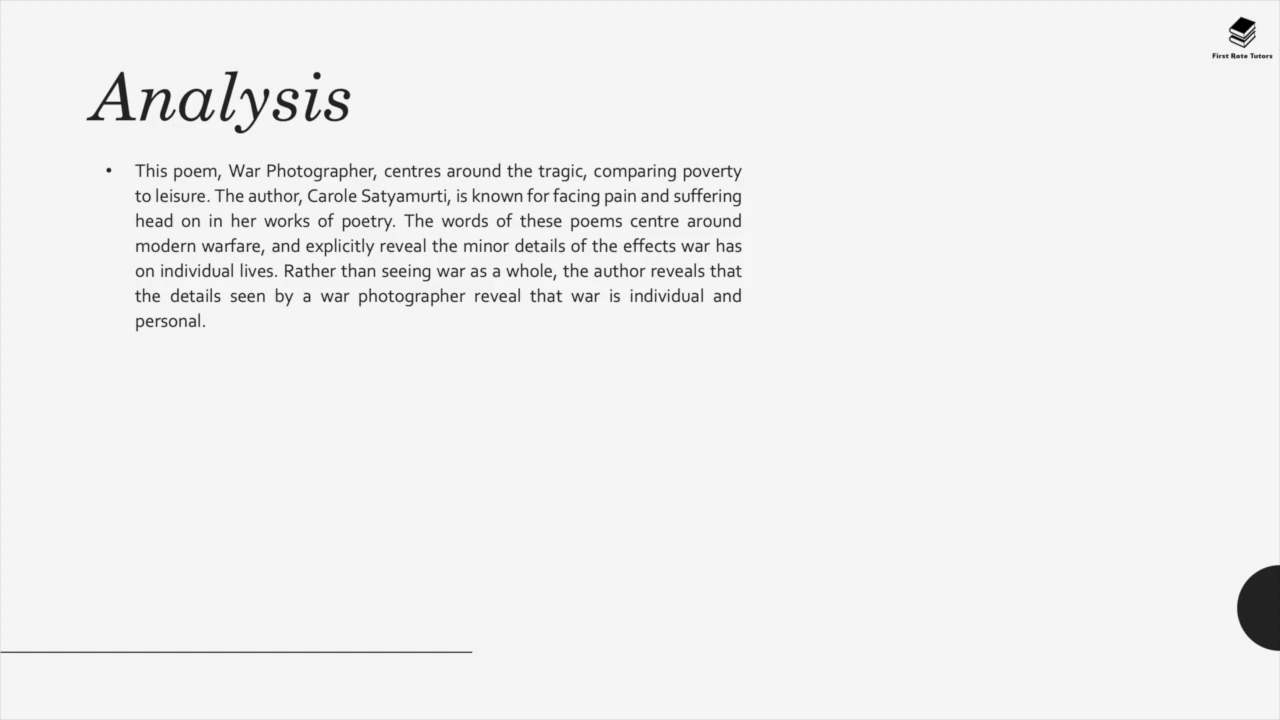 First Rate Tutors
Analysis
• This poem, War Photographer, centres around the tragic, comparing poverty
to leisure. The author, Carole Satyamurti, is known for facing pain and suffering
head on in her works of poetry. The words of these poems centre around
modern warfare, and explicitly reveal the minor details of the effects war has
on individual lives. Rather than seeing war as a whole, the author reveals that
the details seen by a war photographer reveal that war is individual and
personal.